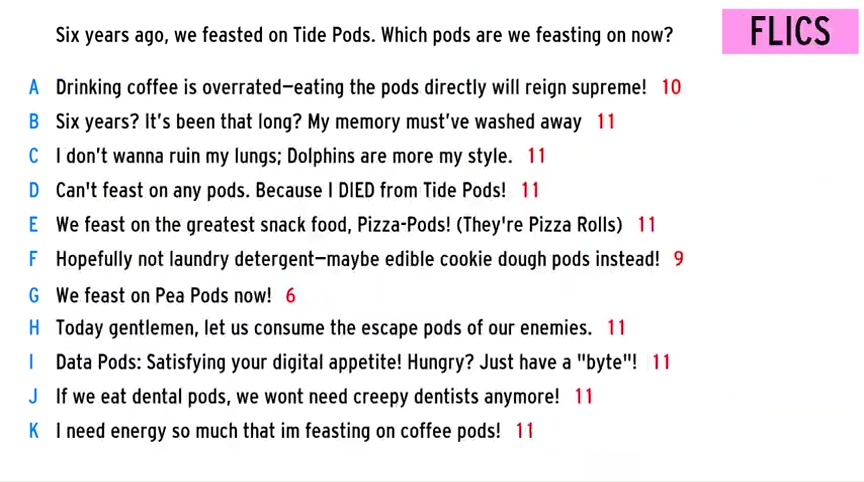 Six years ago, we feasted on Tide Pods. Which pods are we feasting on now?
FLICS
A Drinking coffee is overrated—eating the pods directly will reign supreme! 10
B Six years? It's been that long? My memory must've washed away 11
C I don't wanna ruin my lungs; Dolphins are more my style. 11
D Can't feast on any pods. Because I DIED from Tide Pods! 11
E We feast on the greatest snack food, Pizza-Pods! (They're Pizza Rolls) 11
F Hopefully not laundry detergent—maybe edible cookie dough pods instead! 9
G We feast on Pea Pods now! 6
H Today gentlemen, let us consume the escape pods of our enemies. 11
I Data Pods: Satisfying your digital appetite! Hungry? Just have a "byte"! 11
J If we eat dental pods, we wont need creepy dentists anymore! 11
K I need energy so much that im feasting on coffee pods! 11